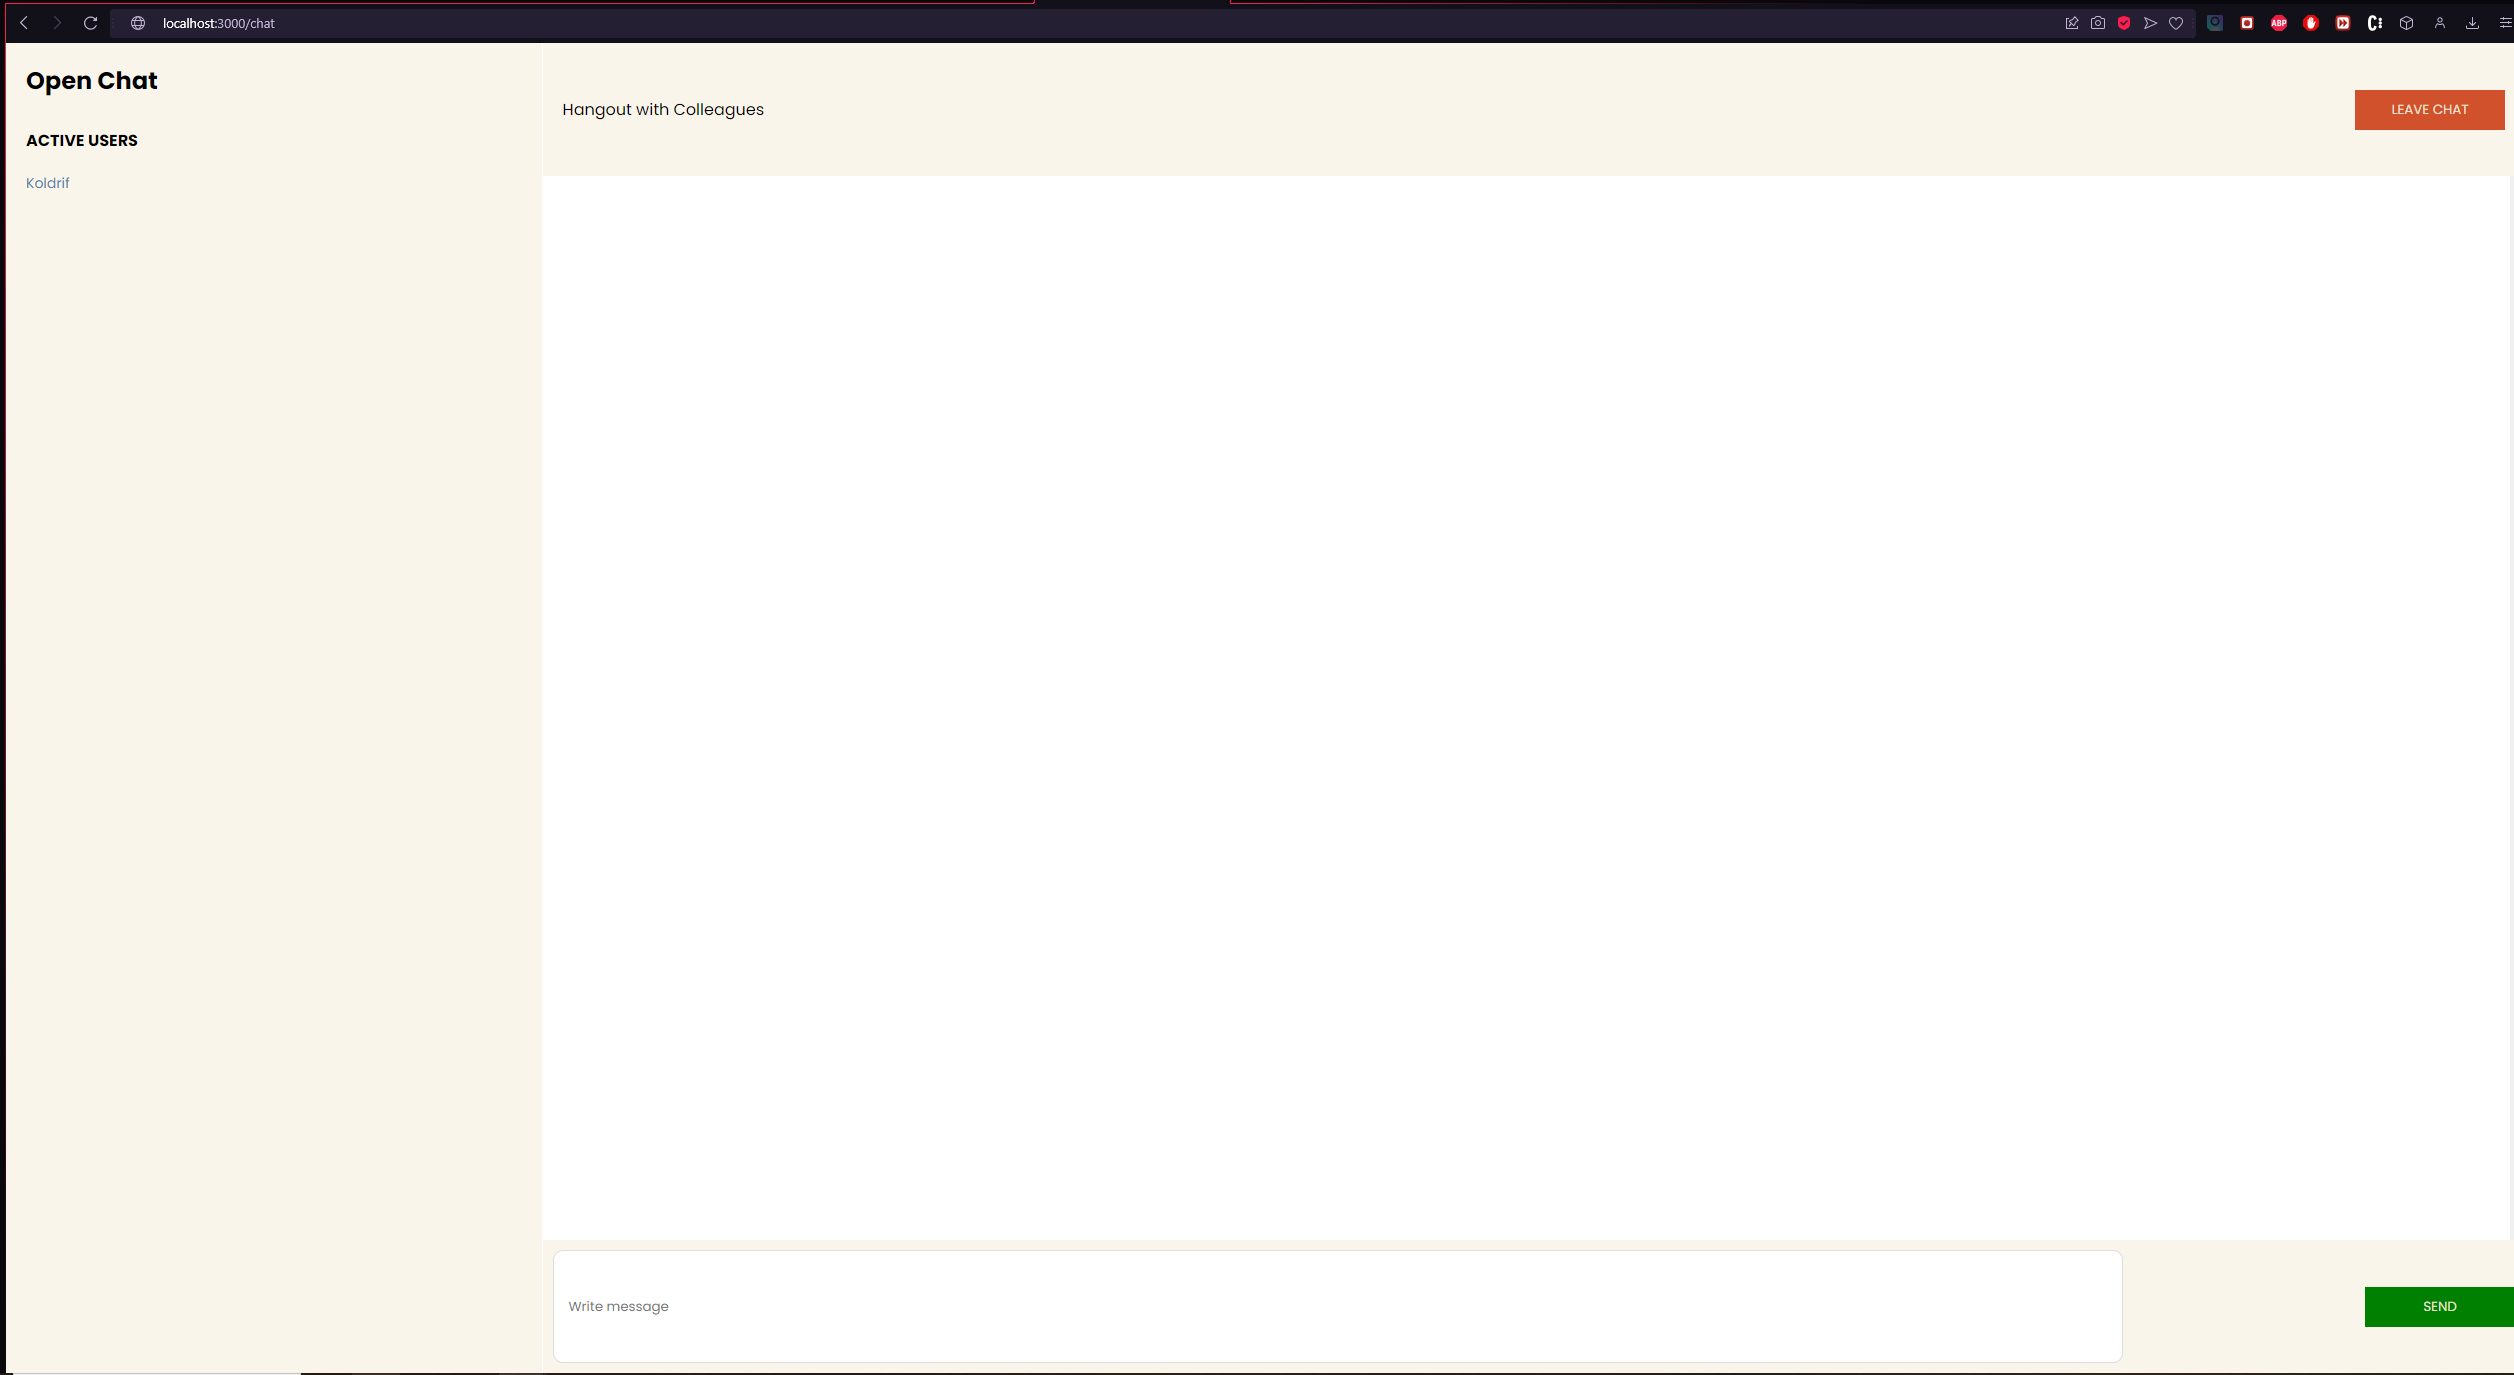 localhost:3000/chat
ABP
Open Chat
ACTIVE USERS
Koldrif
Hangout with Colleagues
LEAVE CHAT
Write message
SEND